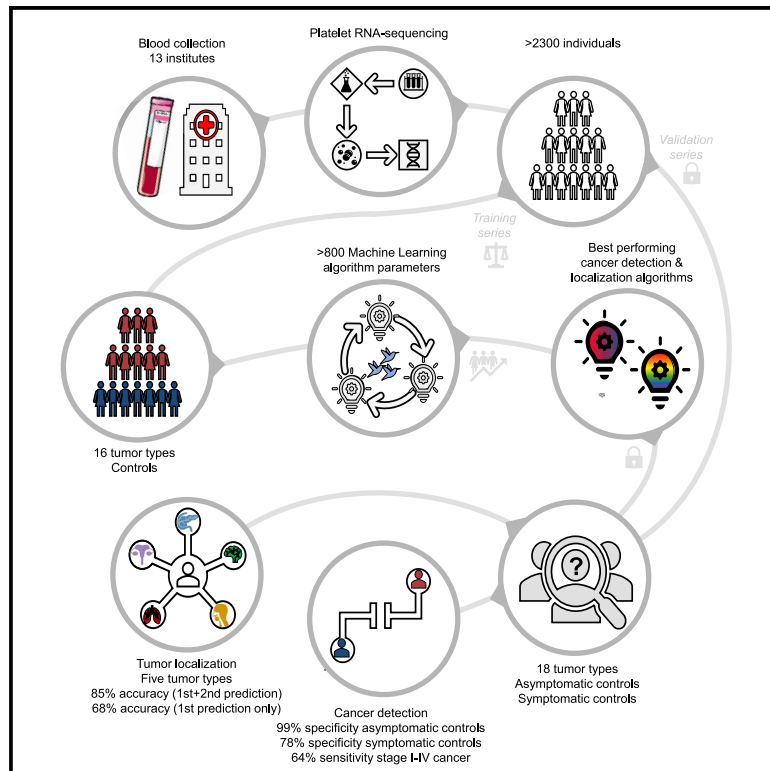 Blood collection
13 institutes
Platelet RNA-sequencing
>2300 individuals
Validation
series
Training
series
>800 Machine Learning
algorithm parameters
Best performing
cancer detection &
localization algorithms
16 tumor types
Controls
?
Tumor localization
Five tumor types
85% accuracy (1st+2nd prediction)
68% accuracy (1st prediction only)
Cancer detection
99% specificity asymptomatic controls
78% specificity symptomatic controls
64% sensitivity stage I-IV cancer
18 tumor types
Asymptomatic controls
Symptomatic controls